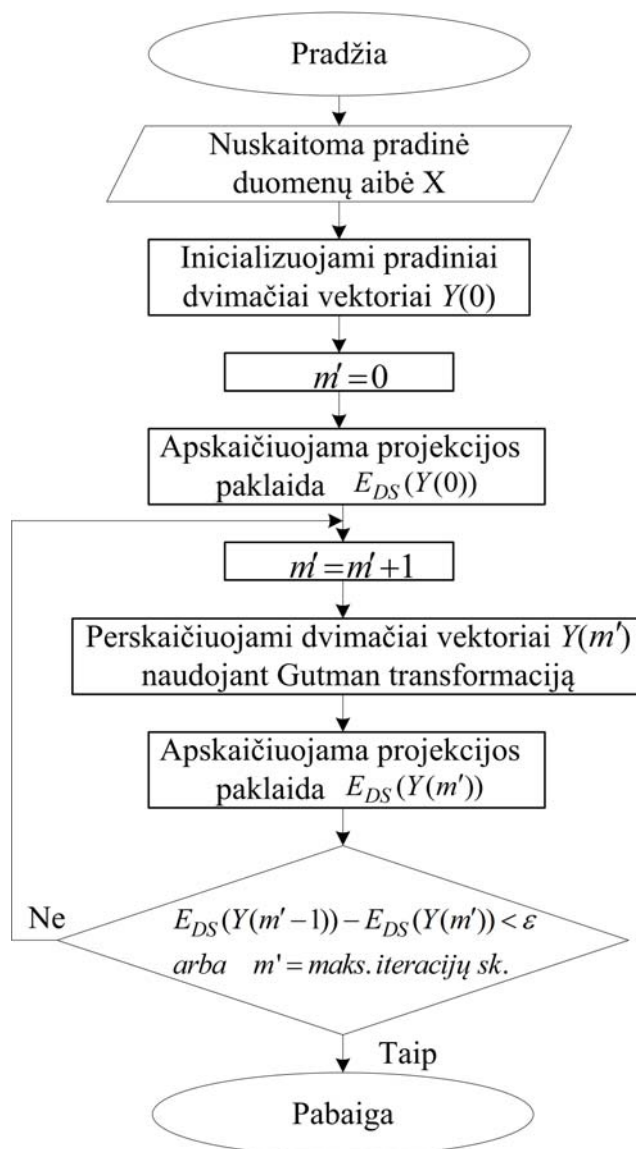 Pradžia
Nuskaitoma pradinė
duomenų aibė X
Inicializuojami pradiniai
dvimačiai vektoriai Y(0)
m′=0
Apskaičiuojama projekcijos
paklaida E_DS(Y(0))
m′=m′+1
Perskaičiuojami dvimačiai vektoriai Y(m′)
naudojant Gutman transformaciją
Apskaičiuojama projekcijos
paklaida E_DS(Y(m′))
Ne
E_DS(Y(m′−1))−E_DS(Y(m′))<ε
arba m'=maks.iteracijų sk.
Taip
Pabaiga